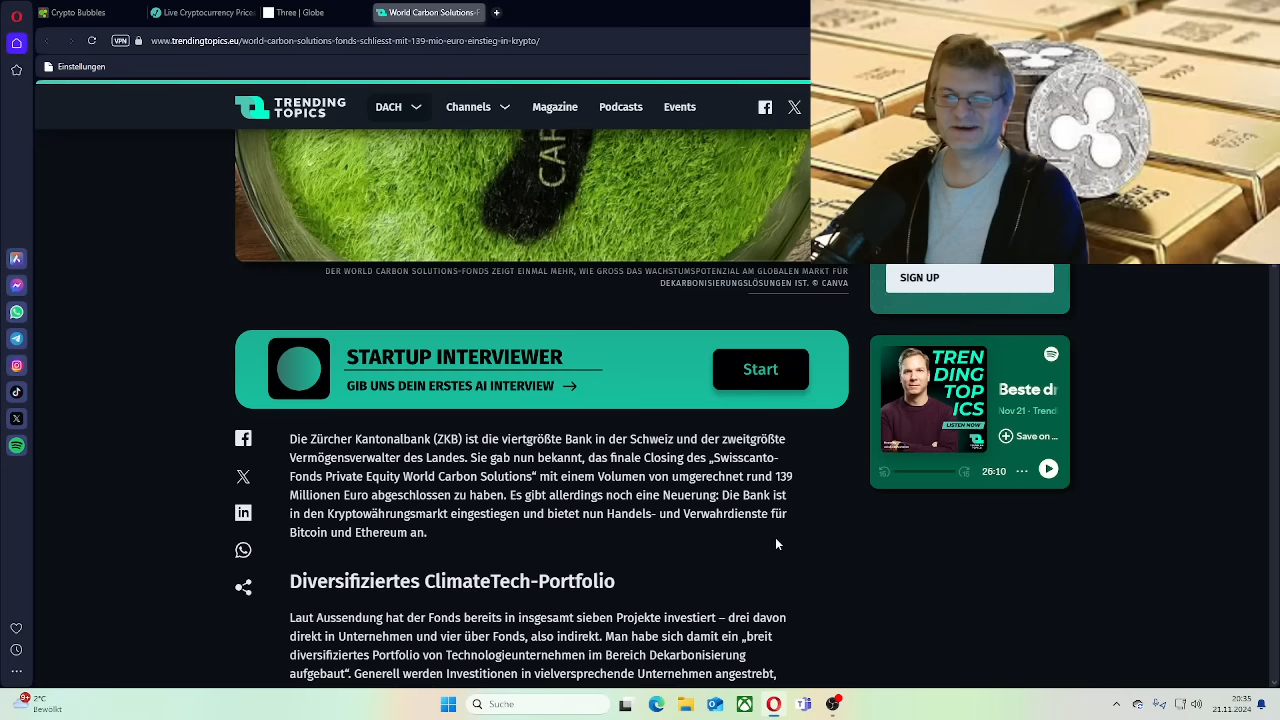 Crypto Bubbles
Live Cryptocurrency Price
Three | Globe
World Carbon Solutions-F
VPN
www.trendingtopics.eu/world-carbon-solutions-fonds-schliesst-mit-139-mio-euro-einstieg-in-krypto/
Einstellungen
TRENDING
TOPICS
DACH
Channels
Magazine
Podcasts
Events
DER WORLD CARBON SOLUTIONS-FONDS ZEIGT EINMAL MEHR, WIE GROSS DAS WACHSTUMSPOTENZIAL AM GLOBALEN MARKT FÜR
DEKARBONISIERUNGSLÖSUNGEN IST. © CANVA
SIGN UP
STARTUP INTERVIEWER
GIB UNS DEIN ERSTES AI INTERVIEW
Start
TREN
DING
TOP
ICS
LISTEN NOW
Beste dr
Nov 21 · Trendi
Save on ...
26:10
Die Zürcher Kantonalbank (ZKB) ist die viertgrößte Bank in der Schweiz und der zweitgrößte
Vermögensverwalter des Landes. Sie gab nun bekannt, das finale Closing des „Swisscanto-
Fonds Private Equity World Carbon Solutions“ mit einem Volumen von umgerechnet rund 139
Millionen Euro abgeschlossen zu haben. Es gibt allerdings noch eine Neuerung: Die Bank ist
in den Kryptowährungsmarkt eingestiegen und bietet nun Handels- und Verwahrdienste für
Bitcoin und Ethereum an.
Diversifiziertes ClimateTech-Portfolio
Laut Aussendung hat der Fonds bereits in insgesamt sieben Projekte investiert – drei davon
direkt in Unternehmen und vier über Fonds, also indirekt. Man habe sich damit ein „breit
diversifiziertes Portfolio von Technologieunternehmen im Bereich Dekarbonisierung
aufgebaut“. Generell werden Investitionen in vielversprechende Unternehmen angestrebt,
9+
2°C
Bewölkt
Suche
20:35
21.11.2024